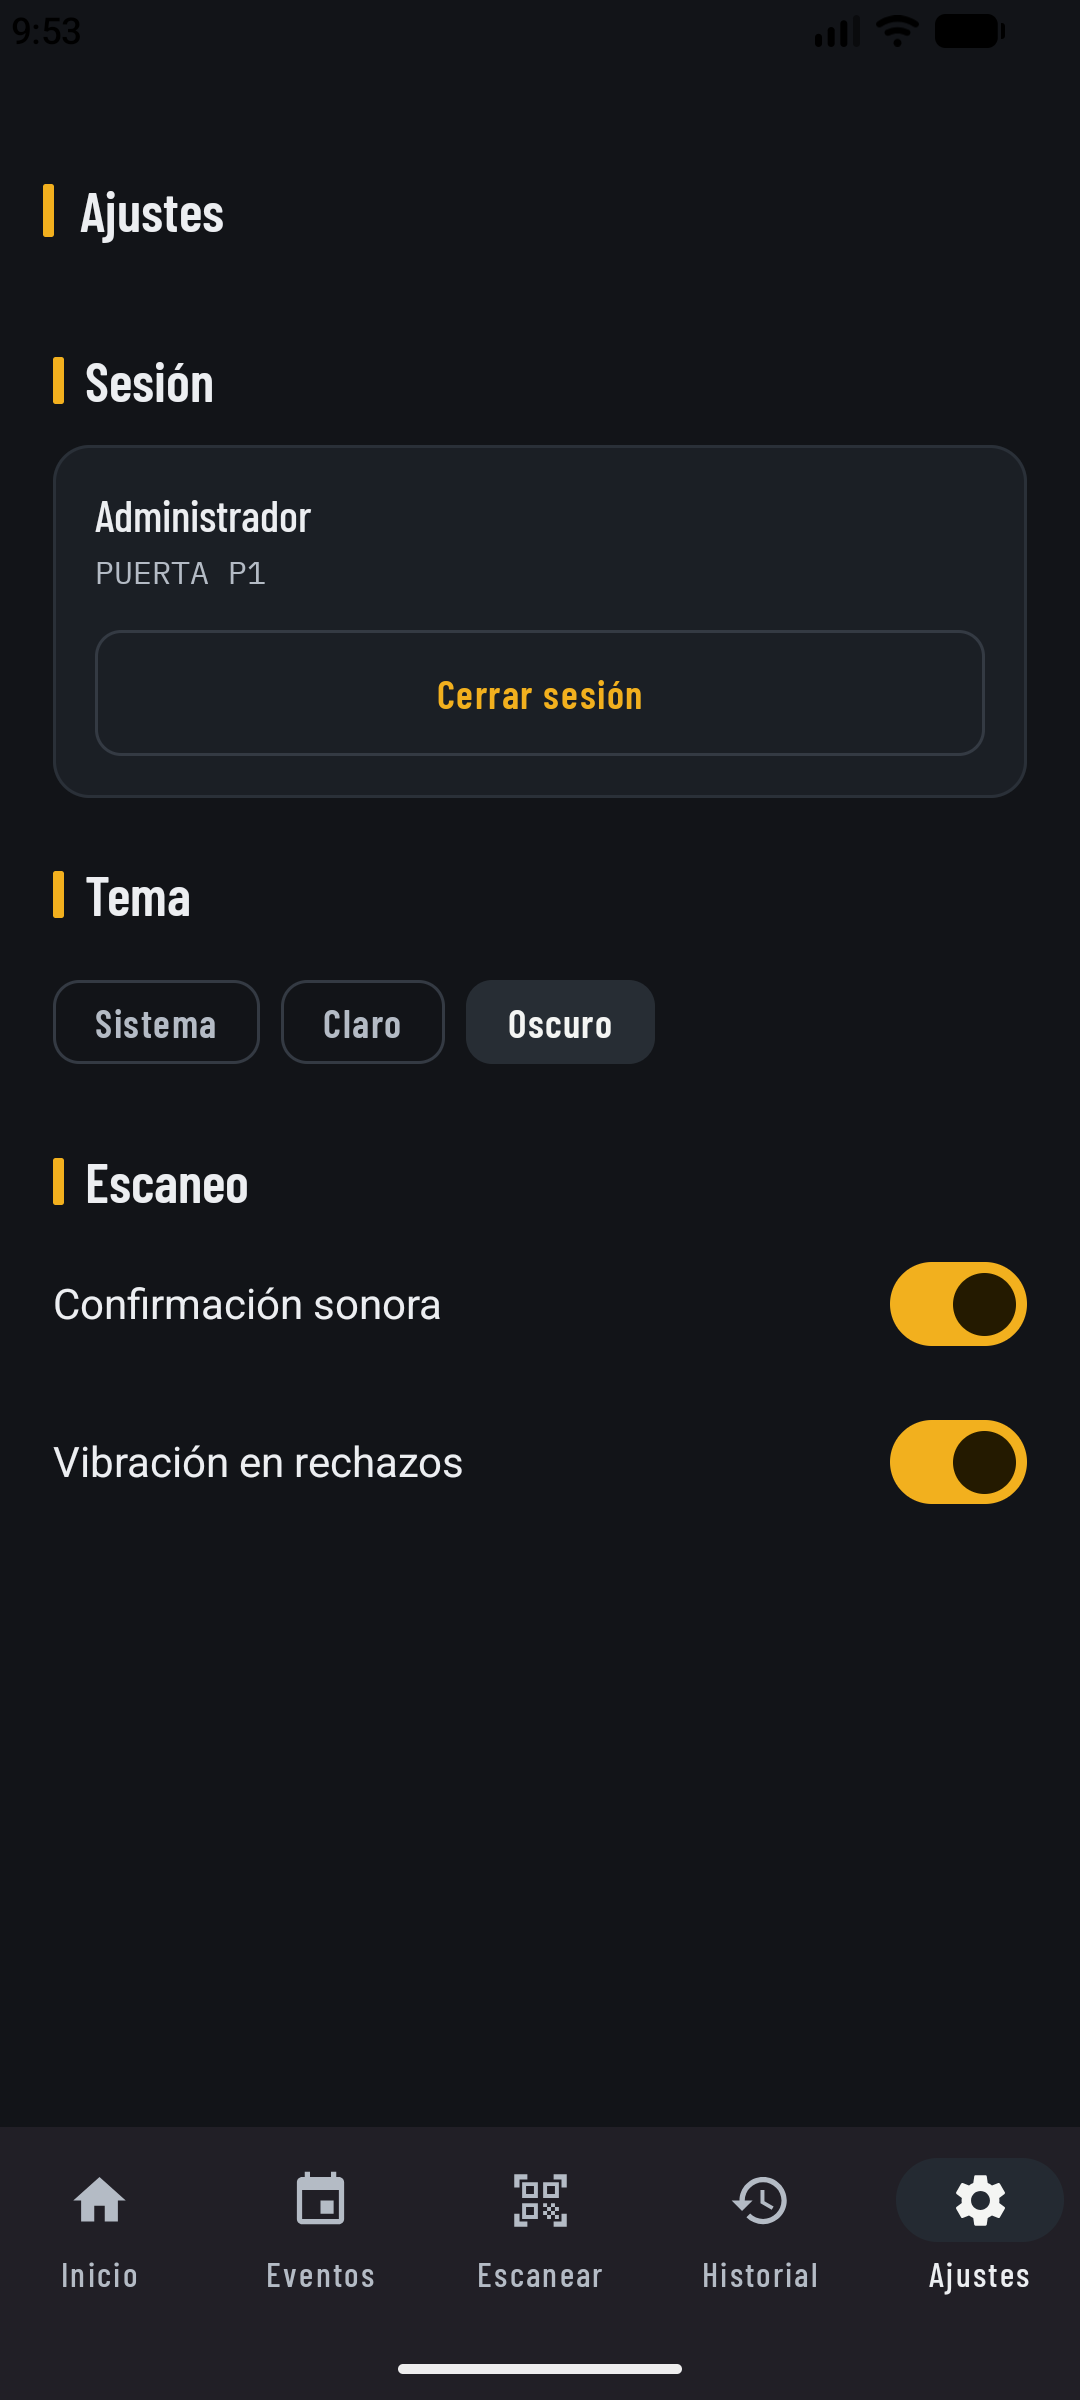 9:53
Ajustes
Sesión
Administrador
PUERTA P1
Cerrar sesión
Tema
Sistema
Claro
Oscuro
Escaneo
Confirmación sonora
Vibración en rechazos
Inicio
Eventos
Escanear
Historial
Ajustes